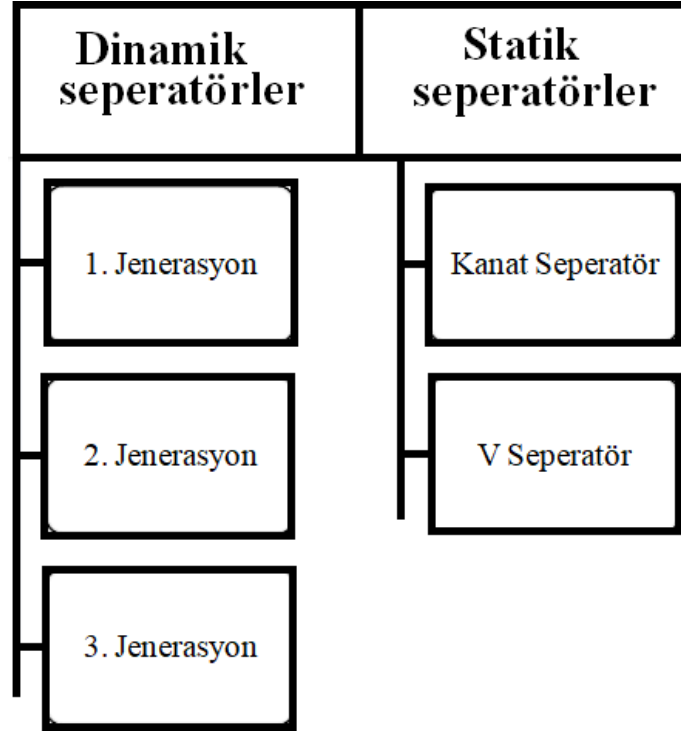 Dinamik
seperatörler
Statik
seperatörler
1. Jenerasyon
2. Jenerasyon
3. Jenerasyon
Kanat Seperatör
V Seperatör